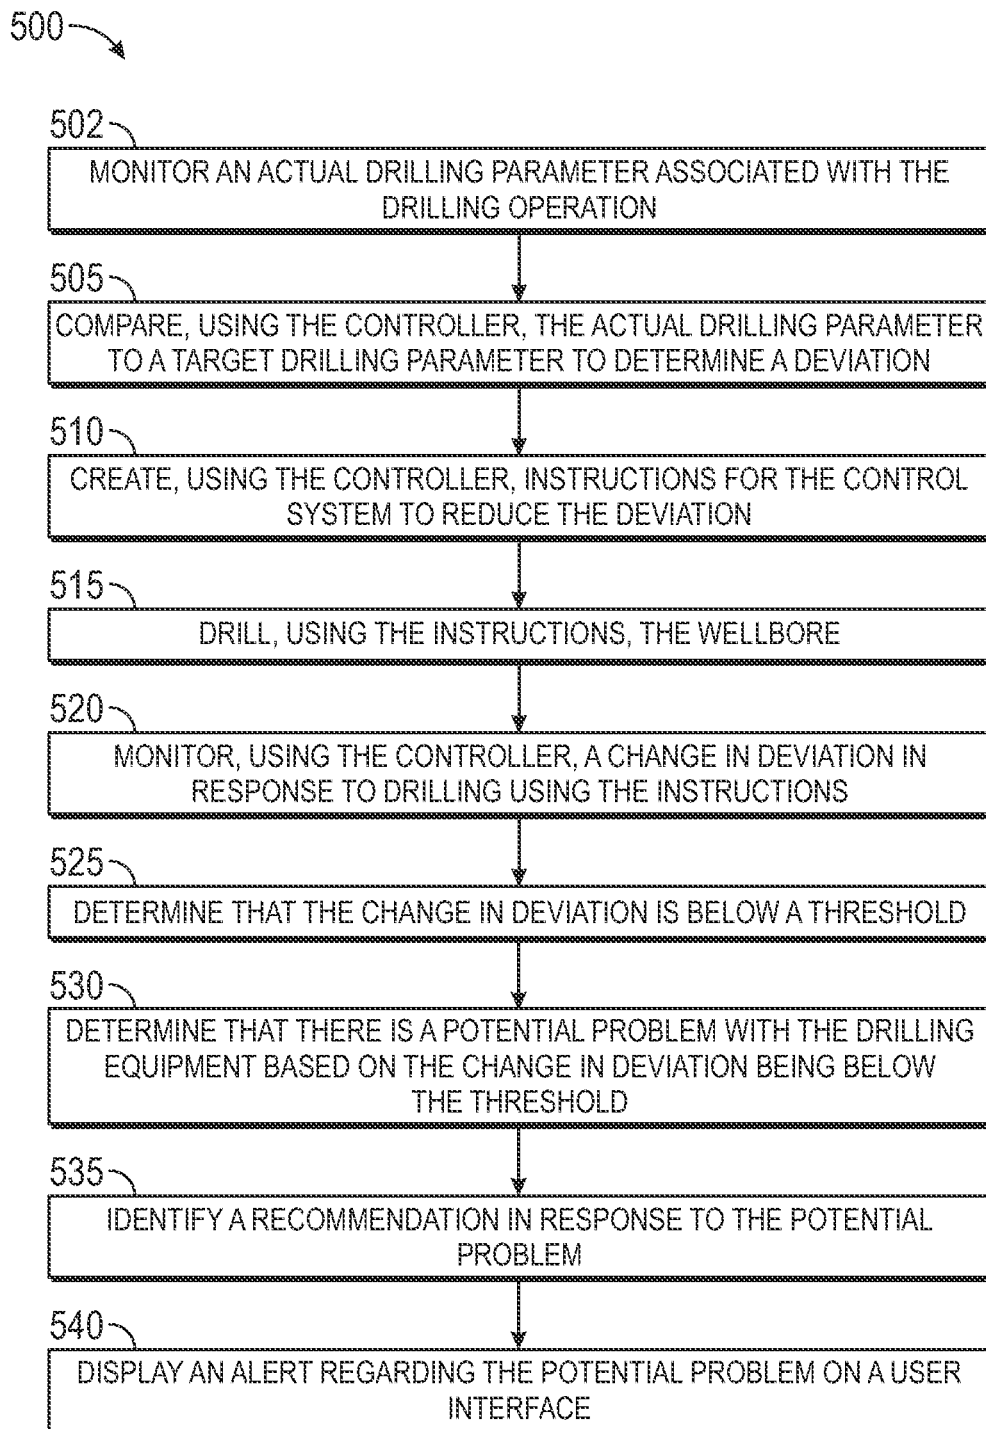 500
502
MONITOR AN ACTUAL DRILLING PARAMETER ASSOCIATED WITH THE
DRILLING OPERATION
505
COMPARE, USING THE CONTROLLER, THE ACTUAL DRILLING PARAMETER
TO A TARGET DRILLING PARAMETER TO DETERMINE A DEVIATION
510
CREATE, USING THE CONTROLLER, INSTRUCTIONS FOR THE CONTROL
SYSTEM TO REDUCE THE DEVIATION
515
DRILL, USING THE INSTRUCTIONS, THE WELLBORE
520
MONITOR, USING THE CONTROLLER, A CHANGE IN DEVIATION IN
RESPONSE TO DRILLING USING THE INSTRUCTIONS
525
DETERMINE THAT THE CHANGE IN DEVIATION IS BELOW A THRESHOLD
530
DETERMINE THAT THERE IS A POTENTIAL PROBLEM WITH THE DRILLING
EQUIPMENT BASED ON THE CHANGE IN DEVIATION BEING BELOW
THE THRESHOLD
535
IDENTIFY A RECOMMENDATION IN RESPONSE TO THE POTENTIAL
PROBLEM
540
DISPLAY AN ALERT REGARDING THE POTENTIAL PROBLEM ON A USER
INTERFACE